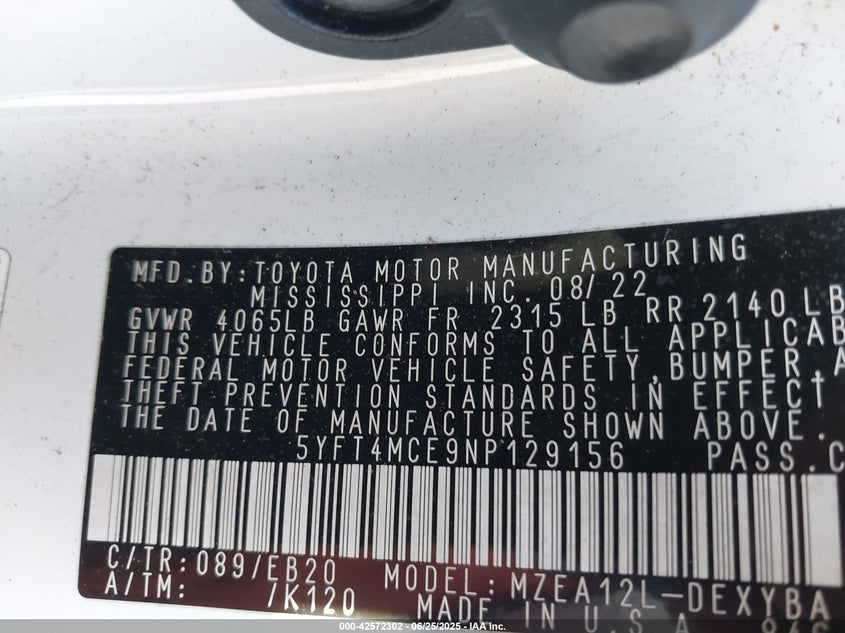 MFD. BY: TOYOTA MOTOR MANUFACTURING
MISSISSIPPI INC. 08/22
GVWR 4065LB GAWR FR 2315 LB RR 2140 LB
THIS VEHICLE CONFORMS TO ALL APPLICAB
FEDERAL MOTOR VEHICLE SAFETY, BUMPER, A
THEFT PREVENTION STANDARDS IN EFFECT
THE DATE OF MANUFACTURE SHOWN ABOVE.
5YFT4MCE9NP129156 PASS. C
C/TR: 089/EB20 MODEL: MZEA12L-DEXYBA
A/TM: /K120 MADE IN U.S.A
000-42572302 - 06/25/2025 - IAA Inc.